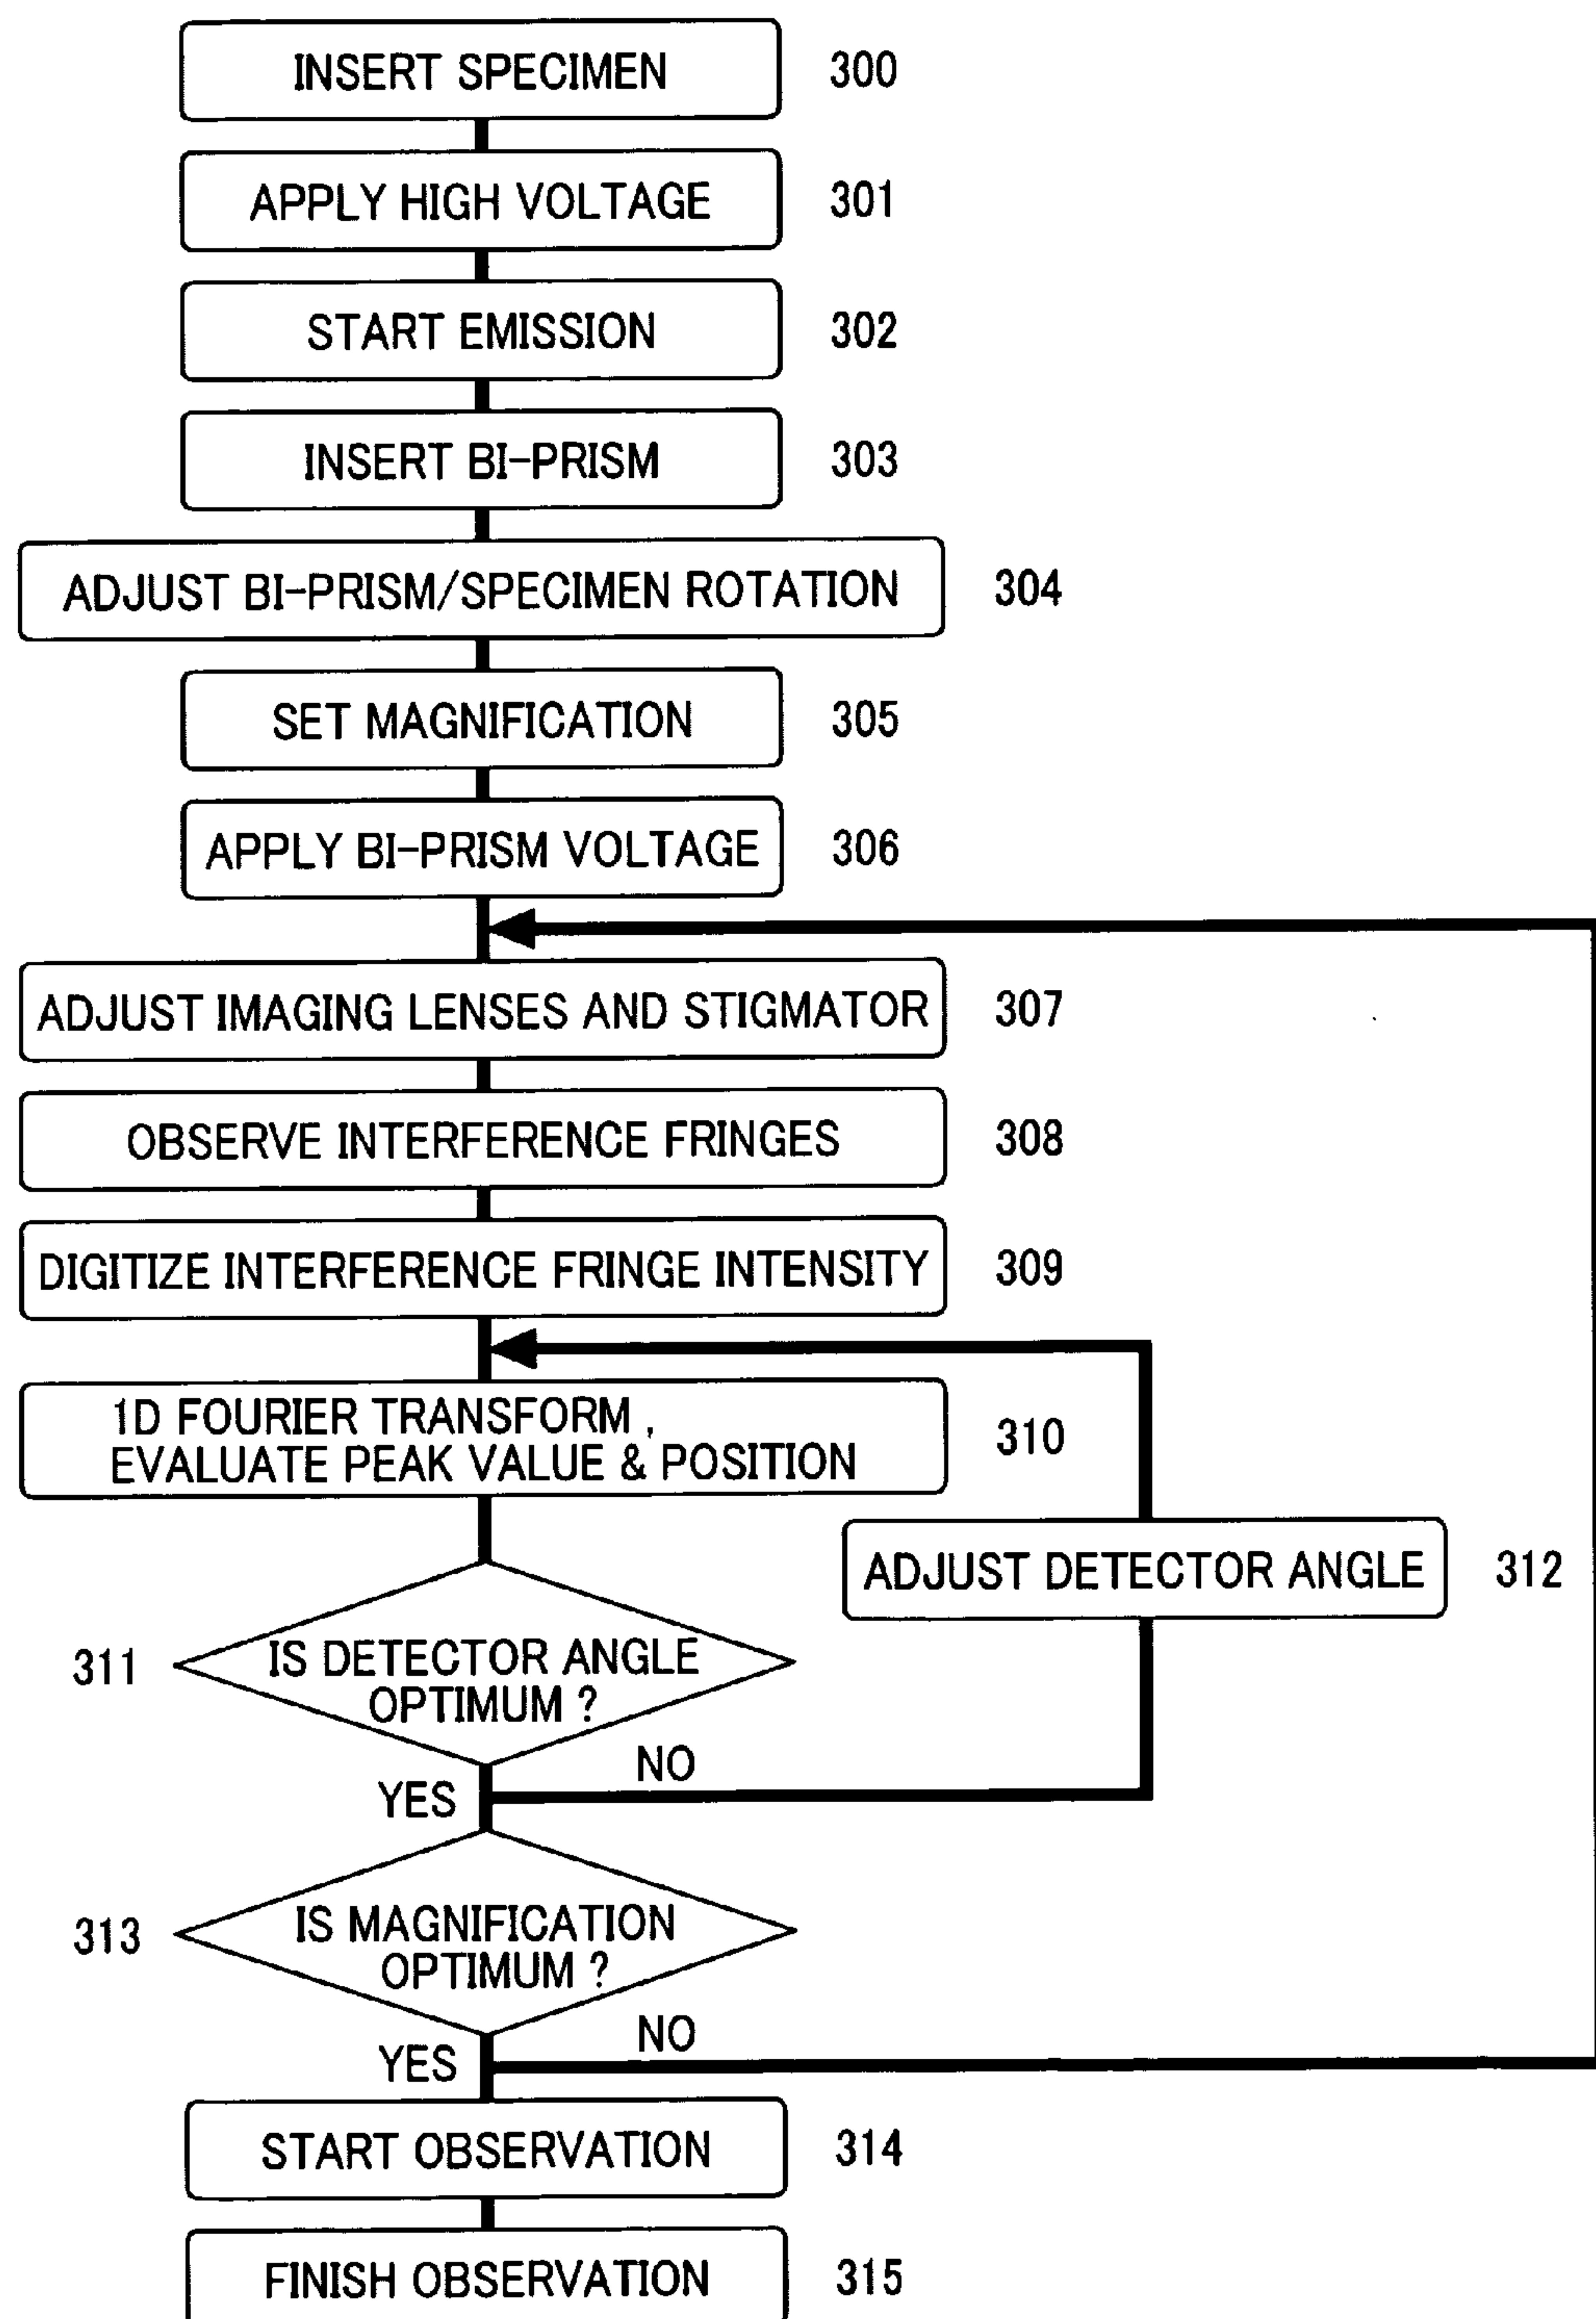 INSERT SPECIMEN 300
APPLY HIGH VOLTAGE 301
START EMISSION 302
INSERT BI-PRISM 303
ADJUST BI-PRISM/SPECIMEN ROTATION 304
SET MAGNIFICATION 305
APPLY BI-PRISM VOLTAGE 306
ADJUST IMAGING LENSES AND STIGMATOR 307
OBSERVE INTERFERENCE FRINGES 308
DIGITIZE INTERFERENCE FRINGE INTENSITY 309
1D FOURIER TRANSFORM ,
EVALUATE PEAK VALUE & POSITION
310
ADJUST DETECTOR ANGLE 312
311
IS DETECTOR ANGLE
OPTIMUM ?
NO
YES
313
IS MAGNIFICATION
OPTIMUM ?
NO
YES
START OBSERVATION 314
FINISH OBSERVATION 315